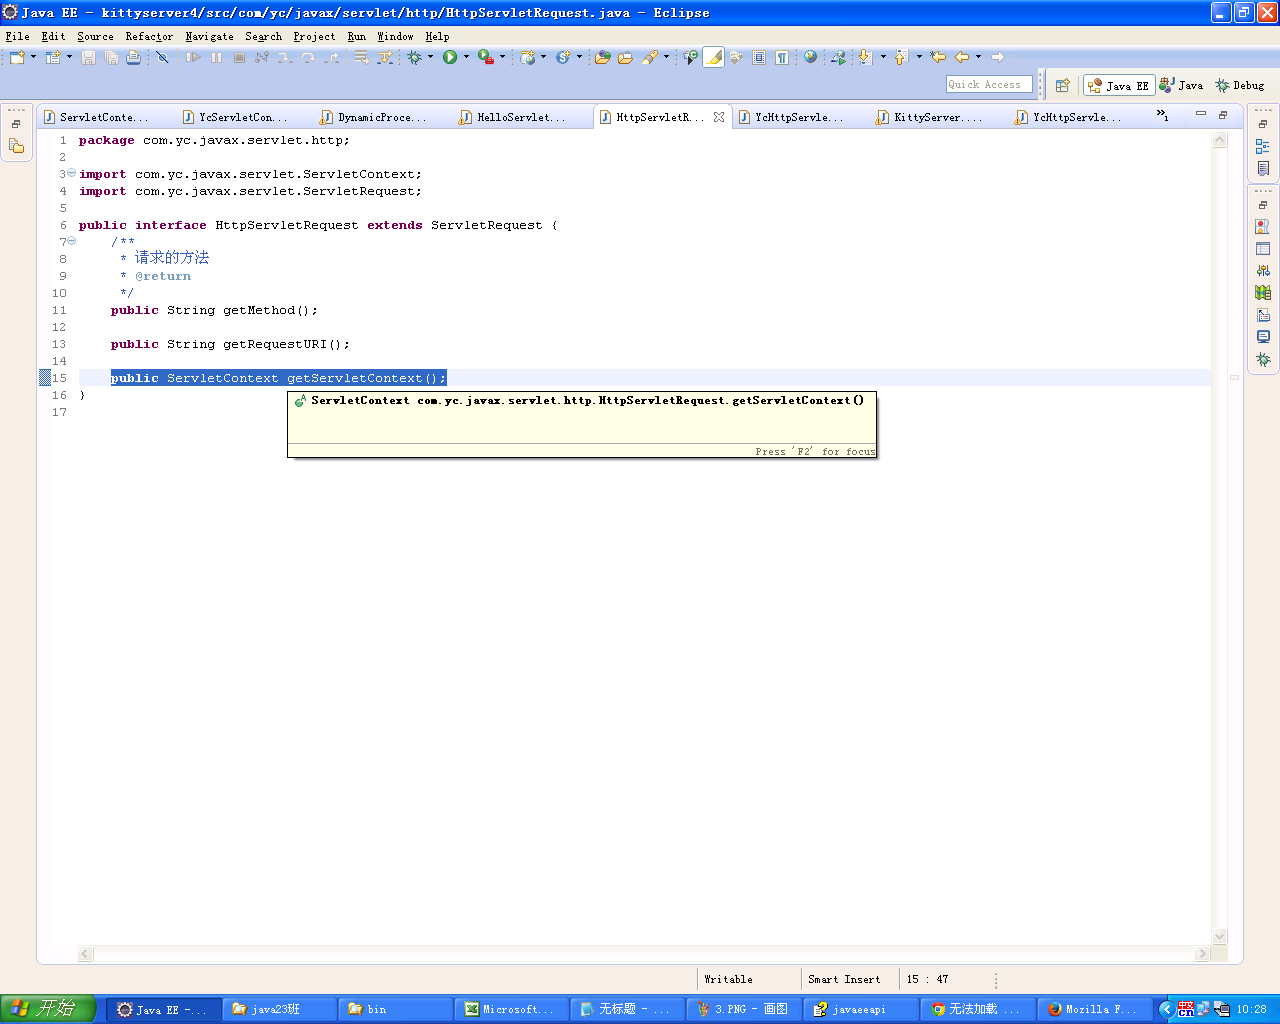 Java EE - kittyserver4/src/com/yc/javax/servlet/http/HttpServletRequest.java - Eclipse
File Edit Source Refactor Navigate Search Project Run Window Help
Quick Access
Java EE
Java
Debug
ServletConte...
YcServletCon...
DynamicProce...
HelloServlet...
HttpServletR...
YcHttpServle...
KittyServer....
YcHttpServle...
»1
1 package com.yc.javax.servlet.http;
2
3 import com.yc.javax.servlet.ServletContext;
4 import com.yc.javax.servlet.ServletRequest;
5
6 public interface HttpServletRequest extends ServletRequest {
7 /**
8 * 请求的方法
9 * @return
10 */
11 public String getMethod();
12
13 public String getRequestURI();
14
15 public ServletContext getServletContext();
16 }
17
ServletContext com.yc.javax.servlet.http.HttpServletRequest.getServletContext()
Press 'F2' for focus
Writable
Smart Insert
15 : 47
开始
Java EE -...
java23班
bin
Microsoft...
无标题 - ...
3.PNG - 画图
javaeeapi
无法加载 ...
Mozilla F...
10:28